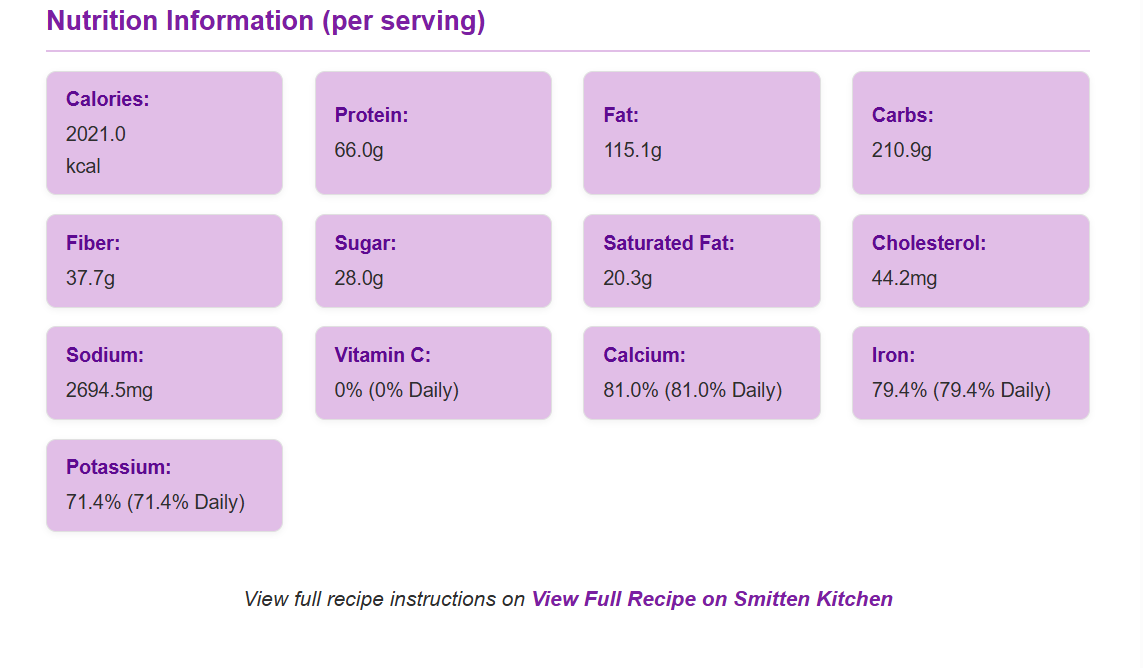 Nutrition Information (per serving)
Calories:
2021.0
kcal
Protein:
66.0g
Fat:
115.1g
Carbs:
210.9g
Fiber:
37.7g
Sugar:
28.0g
Saturated Fat:
20.3g
Cholesterol:
44.2mg
Sodium:
2694.5mg
Vitamin C:
0% (0% Daily)
Calcium:
81.0% (81.0% Daily)
Iron:
79.4% (79.4% Daily)
Potassium:
71.4% (71.4% Daily)
View full recipe instructions on View Full Recipe on Smitten Kitchen